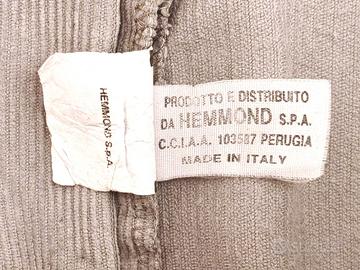 HEMMOND S.p.A.
PRODOTTO E DISTRIBUITO
DA HEMMOND S.P.A.
C.C.I.A.A. 103587 PERUGIA
MADE IN ITALY